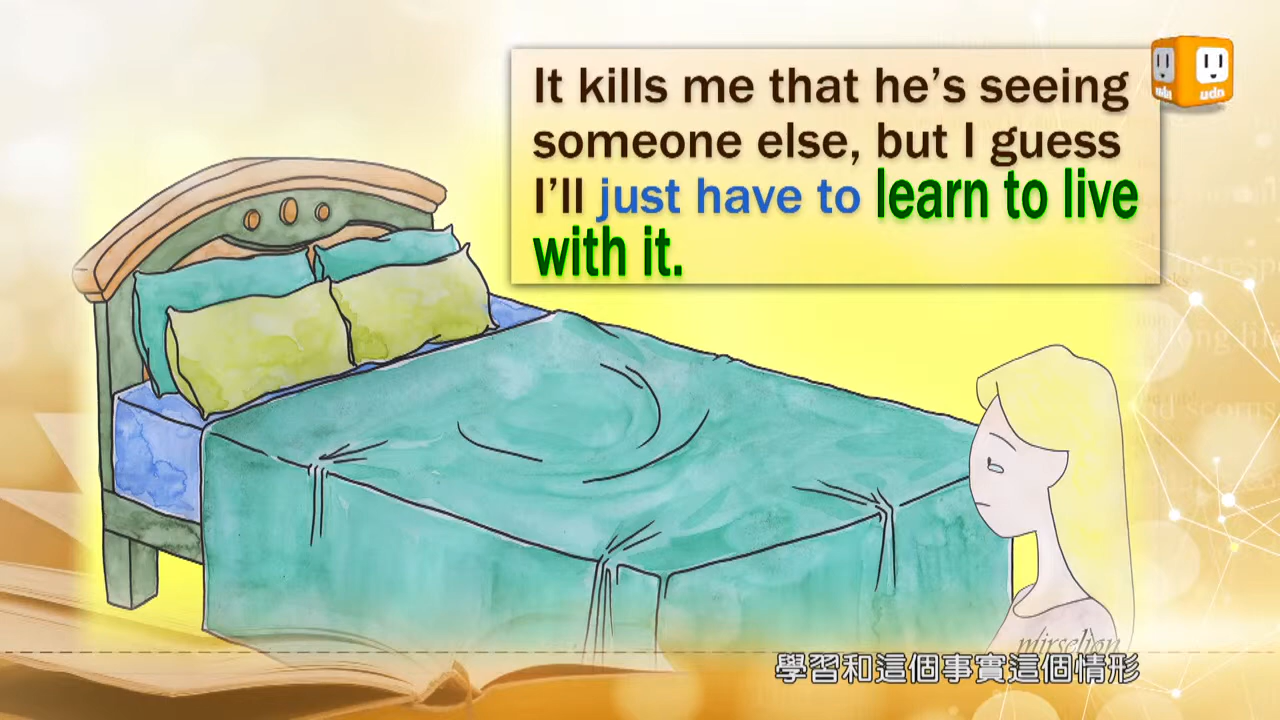 It kills me that he's seeing
someone else, but I guess
I'll just have to learn to live
with it.
udn
mirselion
學習和這個事實這個情形